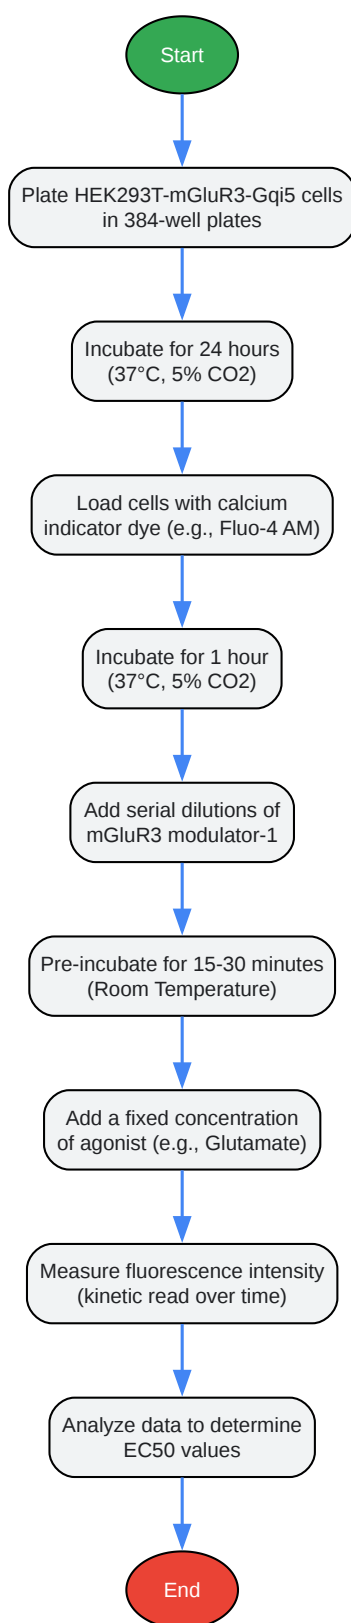 Start
Plate HEK293T-mGluR3-Gqi5 cells
in 384-well plates
Incubate for 24 hours
(37°C, 5% CO2)
Load cells with calcium
indicator dye (e.g., Fluo-4 AM)
Incubate for 1 hour
(37°C, 5% CO2)
Add serial dilutions of
mGluR3 modulator-1
Pre-incubate for 15-30 minutes
(Room Temperature)
Add a fixed concentration
of agonist (e.g., Glutamate)
Measure fluorescence intensity
(kinetic read over time)
Analyze data to determine
EC50 values
End